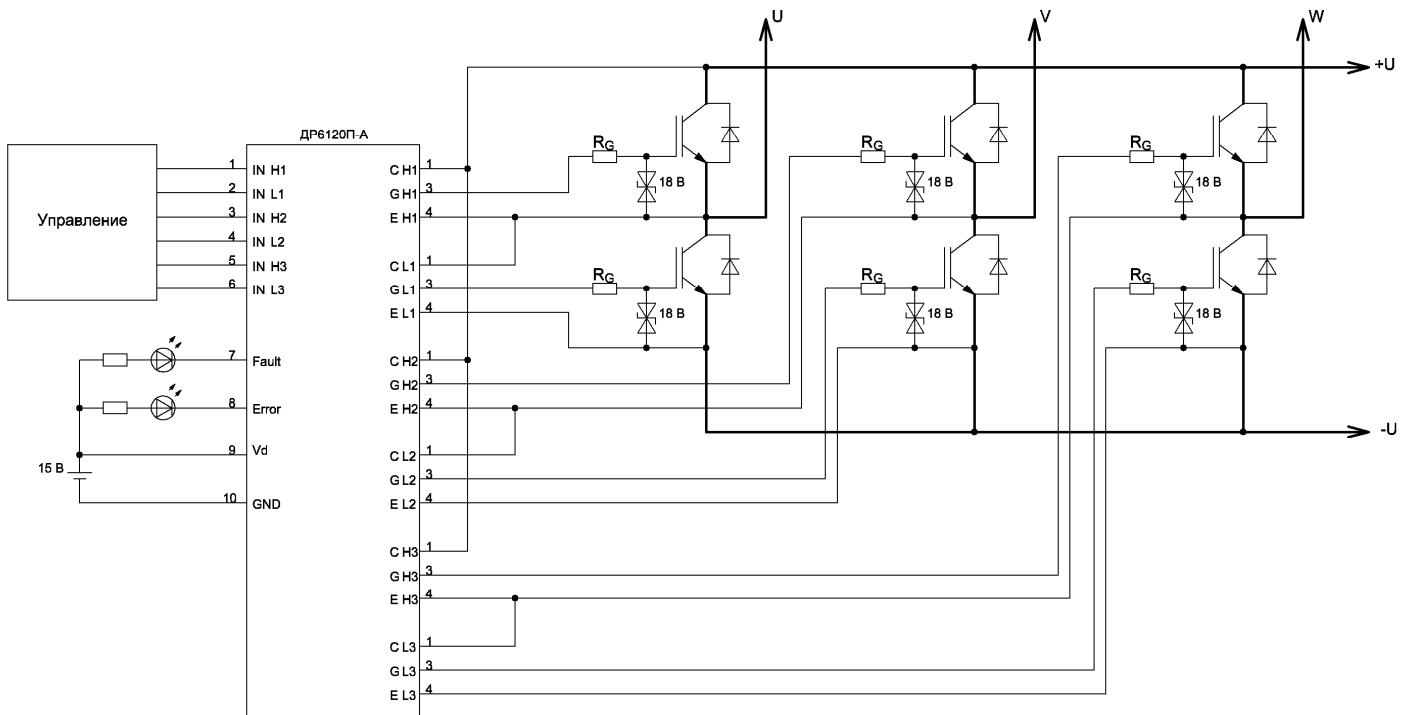 U
V
W
+U
ДР6120П-А
Управление
1 IN H1
2 IN L1
3 IN H2
4 IN L2
5 IN H3
6 IN L3
7 Fault
8 Error
9 Vd
10 GND
15 В
C H1 1
G H1 3
E H1 4
C L1 1
G L1 3
E L1 4
C H2 1
G H2 3
E H2 4
C L2 1
G L2 3
E L2 4
C H3 1
G H3 3
E H3 4
C L3 1
G L3 3
E L3 4
RG
18 В
RG
18 В
RG
18 В
RG
18 В
RG
18 В
RG
18 В
-U